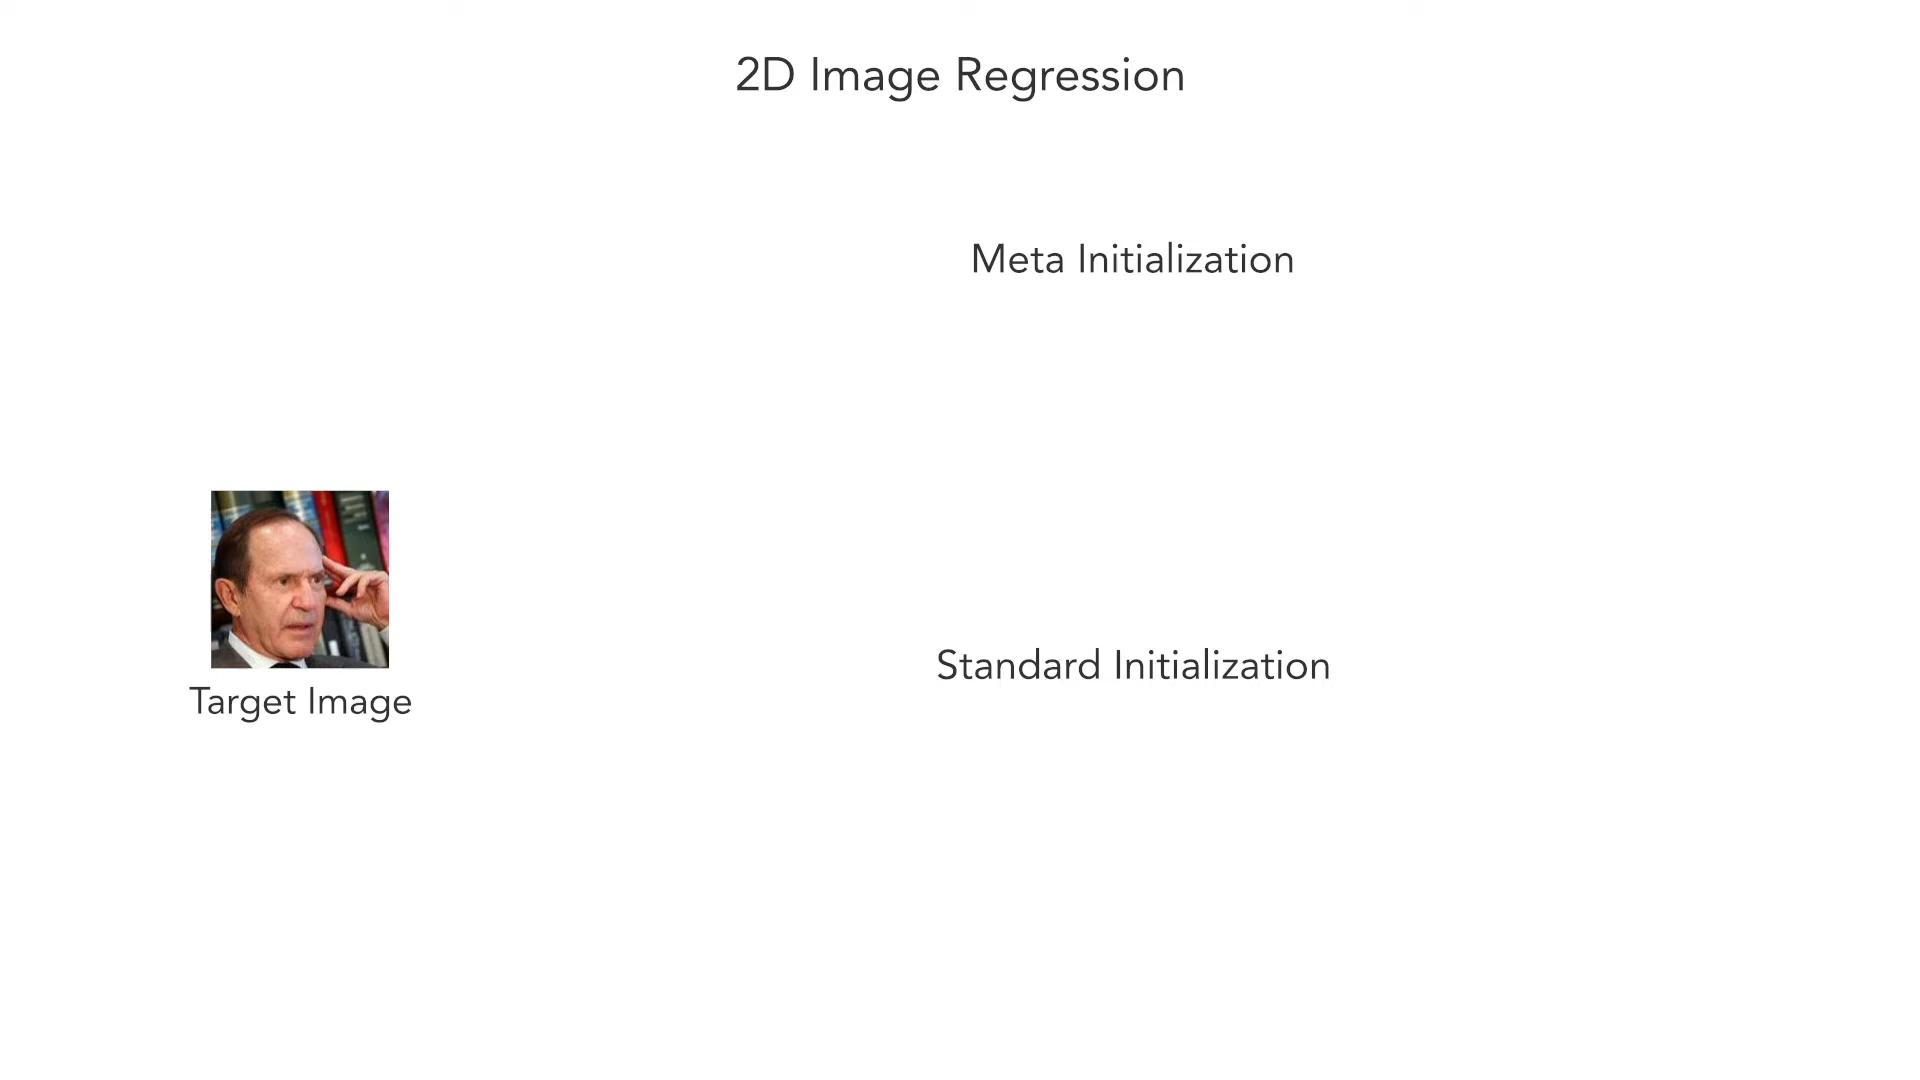 2D Image Regression
Meta Initialization
Standard Initialization
Target Image